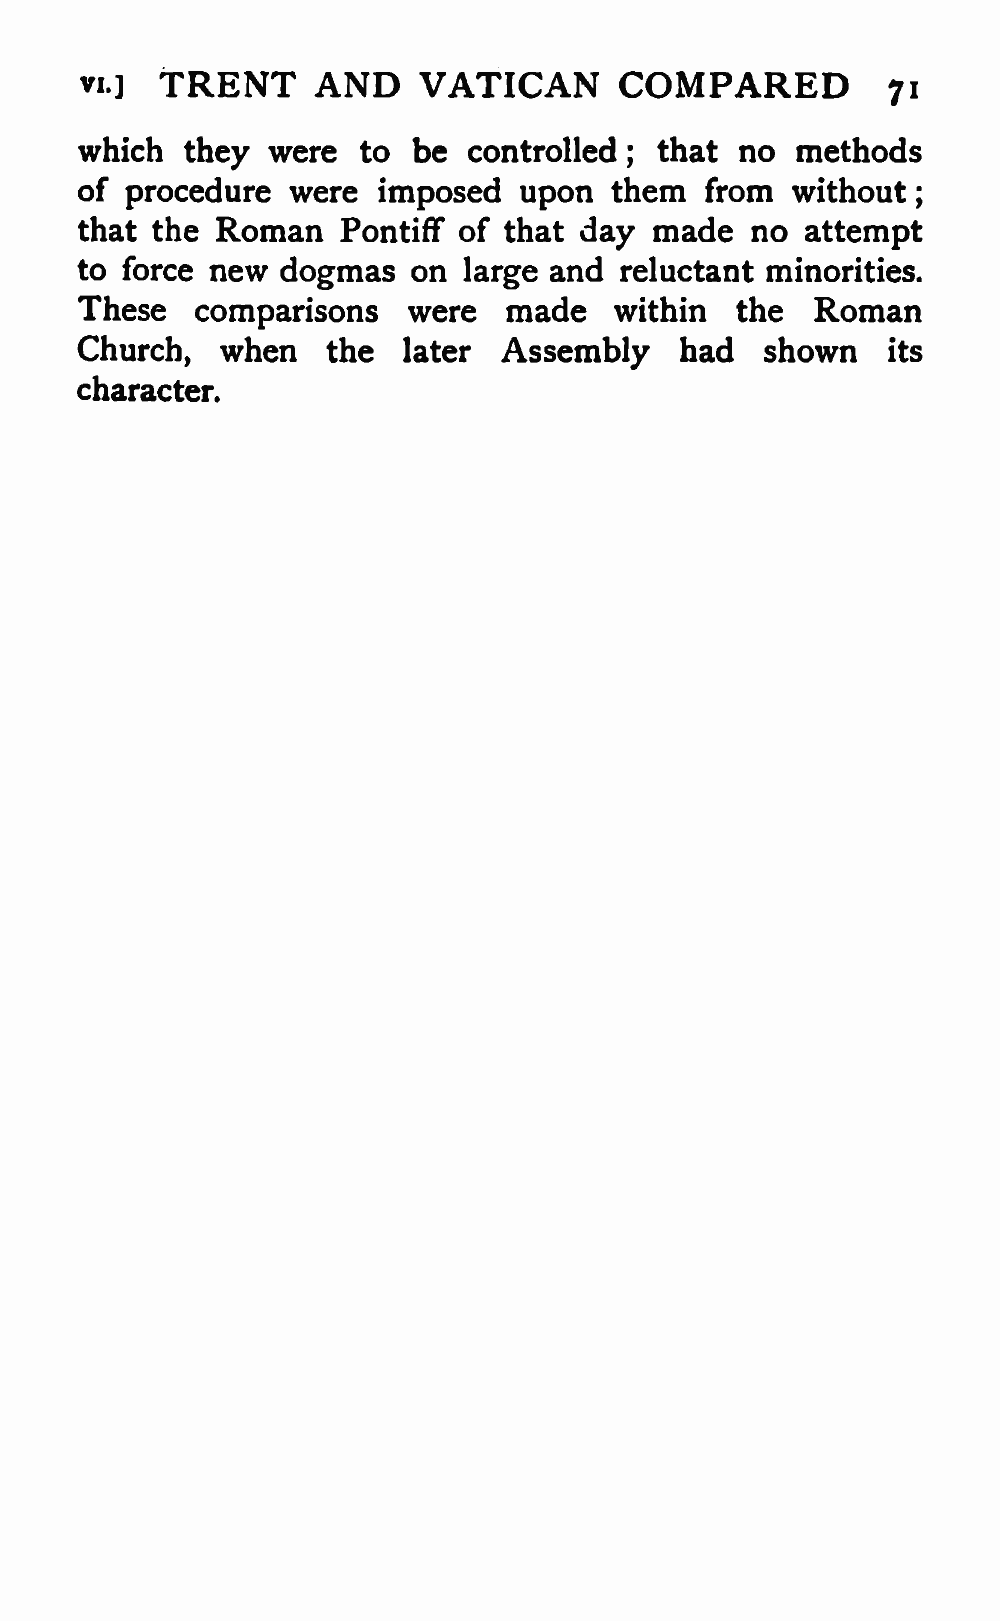 VI.] TRENT AND VATICAN COMPARED 71
which they were to be controlled ; that no methods
of procedure were imposed upon them from without ;
that the Roman Pontiff of that day made no attempt
to force new dogmas on large and reluctant minorities.
These comparisons were made within the Roman
Church, when the later Assembly had shown its
character.